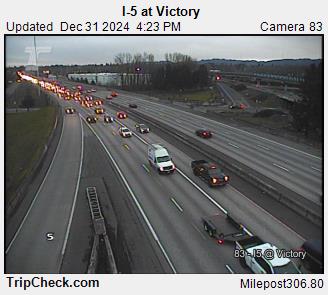 I-5 at Victory
Updated Dec 31 2024 4:23 PM Camera 83
S
83 - I5 @ Victory
TripCheck.com Milepost306.80